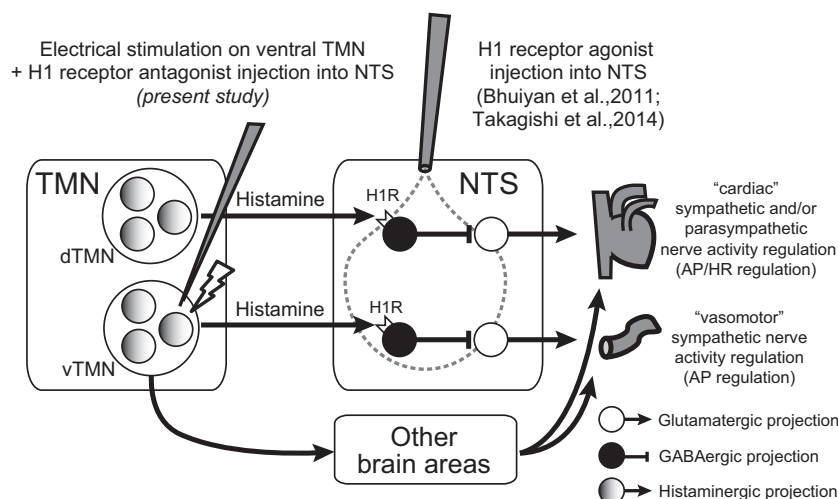 Electrical stimulation on ventral TMN
+ H1 receptor antagonist injection into NTS
(present study)
H1 receptor agonist
injection into NTS
(Bhuiyan et al.,2011;
Takagishi et al.,2014)
TMN
dTMN
vTMN
Histamine
Histamine
NTS
H1R
H1R
"cardiac"
sympathetic and/or
parasympathetic
nerve activity regulation
(AP/HR regulation)
"vasomotor"
sympathetic nerve
activity regulation
(AP regulation)
Other
brain areas
Glutamatergic projection
GABAergic projection
Histaminergic projection